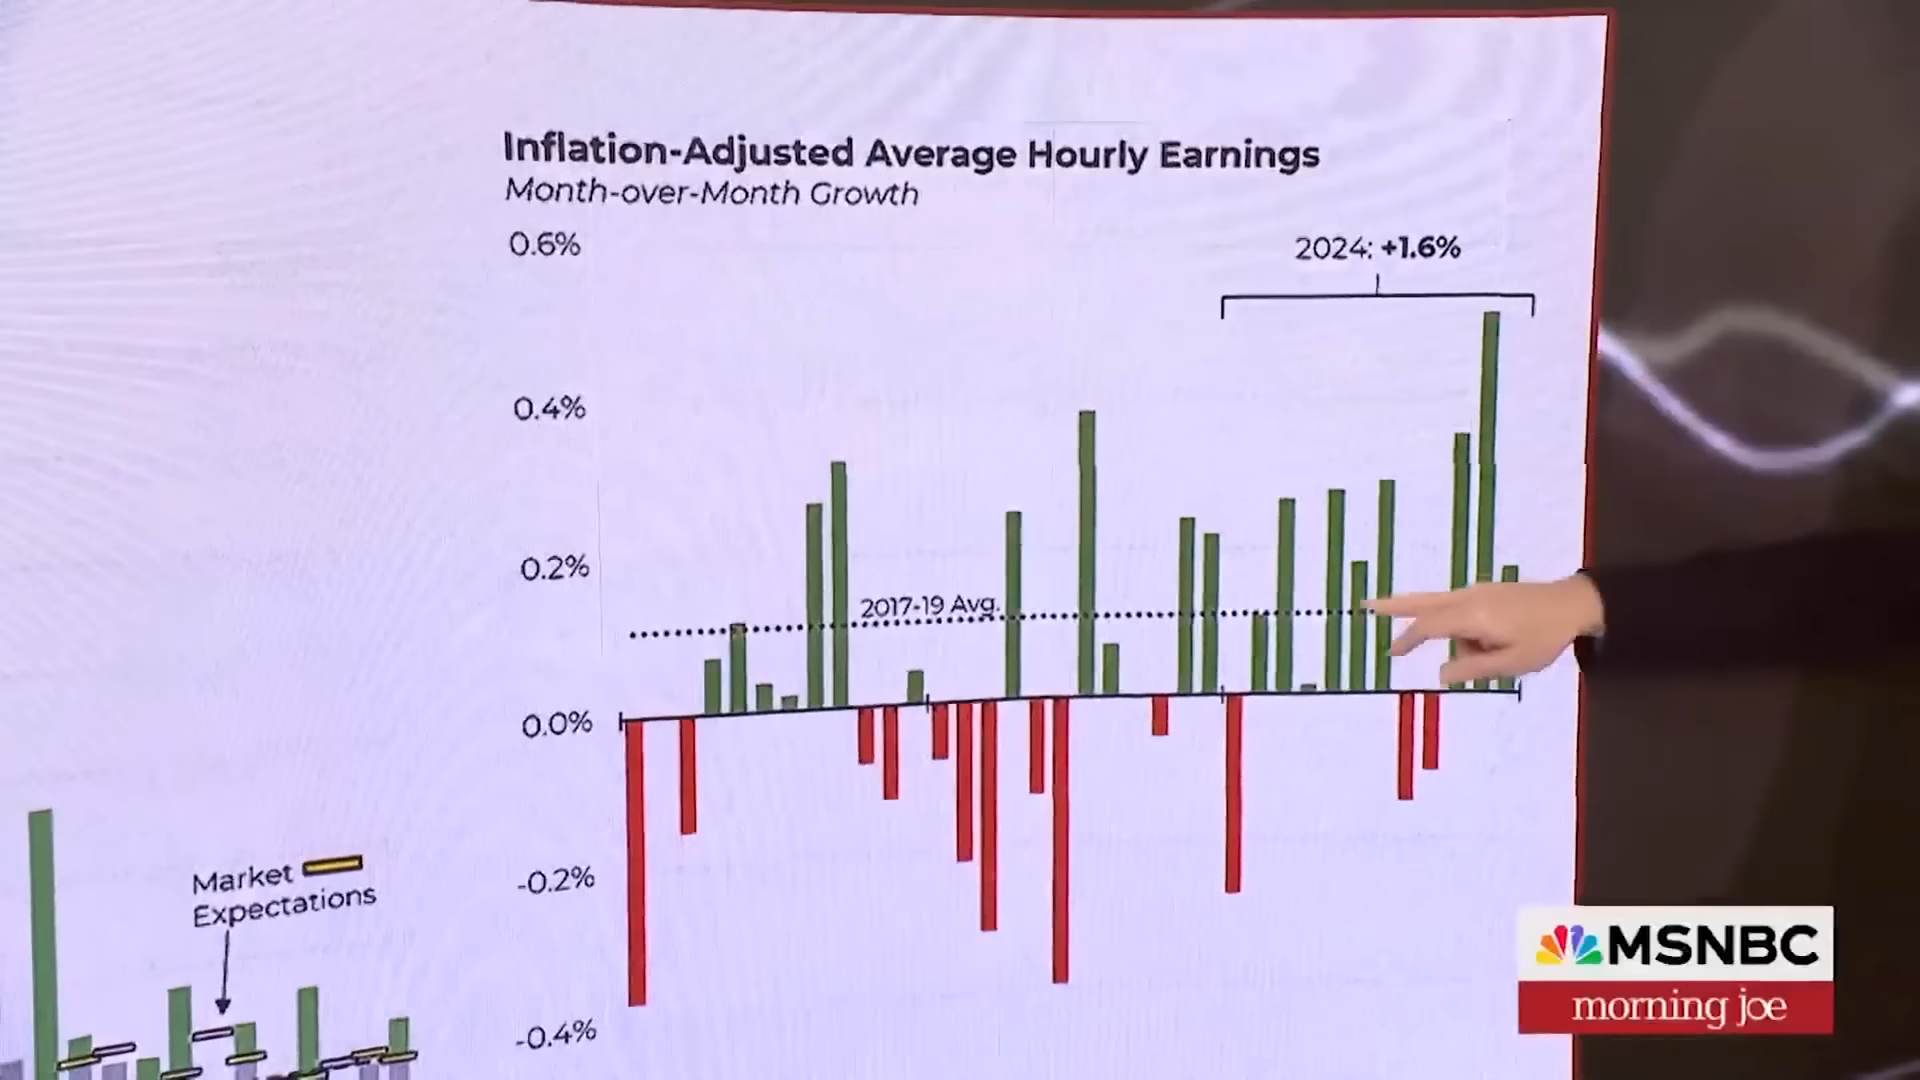 Inflation-Adjusted Average Hourly Earnings
Month-over-Month Growth
0.6%
2024: +1.6%
0.4%
0.2%
2017-19 Avg.
0.0%
-0.2%
-0.4%
Market
Expectations
MSNBC
morning joe